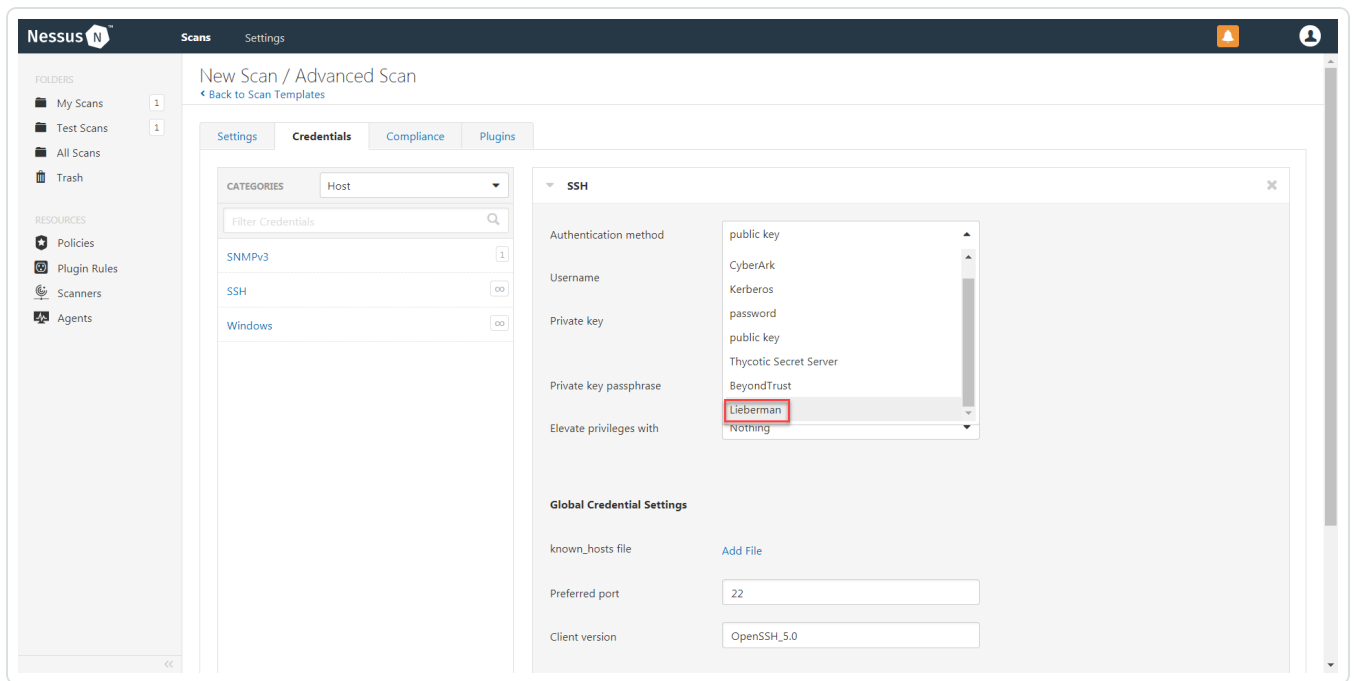 Nessus N™
Scans Settings
FOLDERS
My Scans 1
Test Scans 1
All Scans
Trash
RESOURCES
Policies
Plugin Rules
Scanners
Agents
New Scan / Advanced Scan
Back to Scan Templates
Settings Credentials Compliance Plugins
CATEGORIES Host
Filter Credentials
SNMPv3 1
SSH ∞
Windows ∞
SSH
Authentication method public key
CyberArk
Username
Kerberos
password
Private key
public key
Thycotic Secret Server
Private key passphrase BeyondTrust
Lieberman
Elevate privileges with Nothing
Global Credential Settings
known_hosts file Add File
Preferred port 22
Client version OpenSSH_5.0